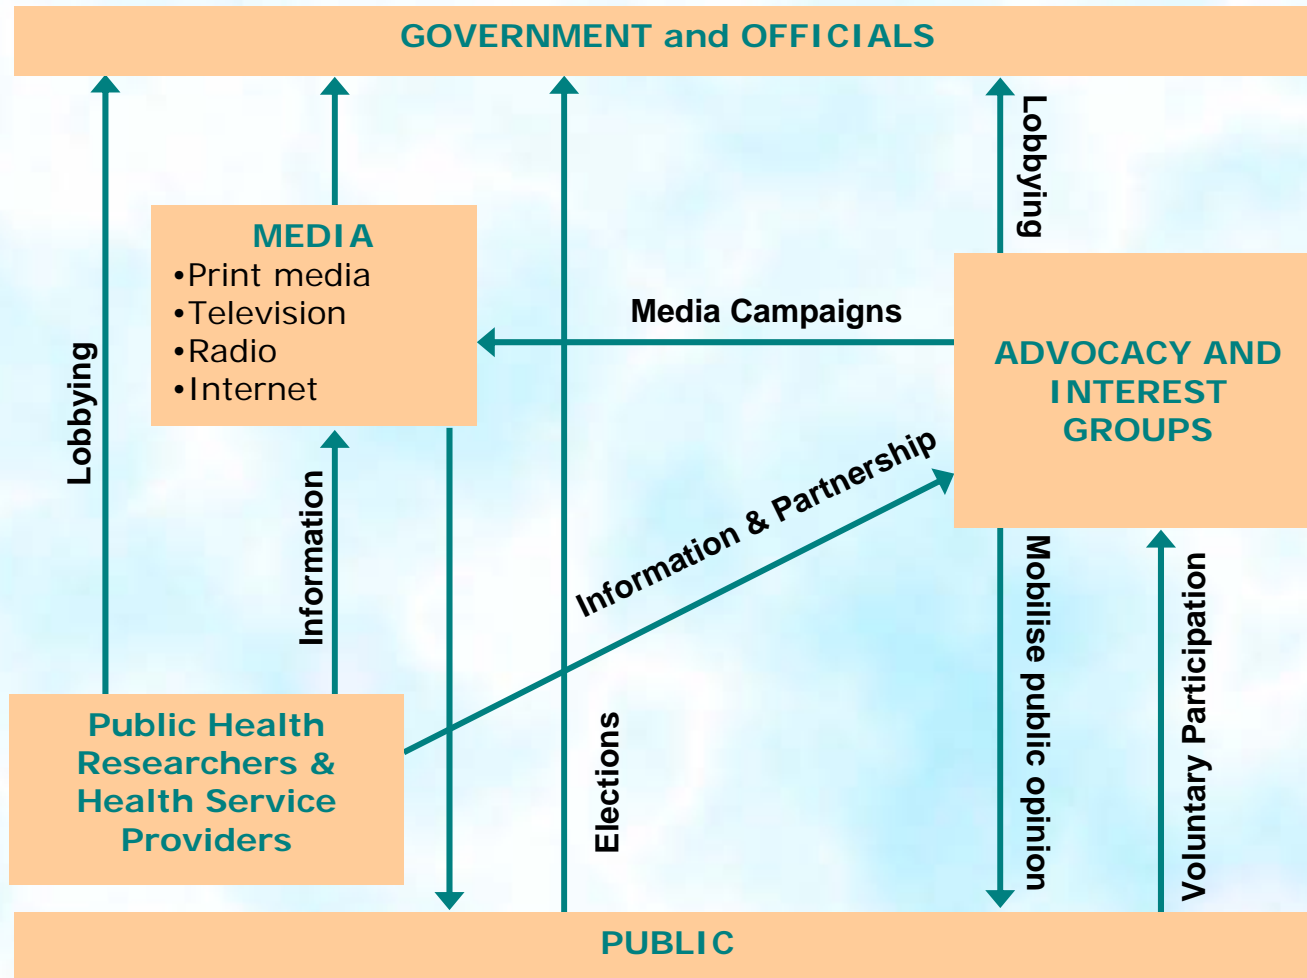 GOVERNMENT and OFFICIALS
Lobbying
MEDIA
•Print media
•Television
•Radio
•Internet
Media Campaigns
ADVOCACY AND
INTEREST
GROUPS
Lobbying
Information
Information & Partnership
Public Health
Researchers &
Health Service
Providers
Elections
Mobilise public opinion
Voluntary Participation
PUBLIC